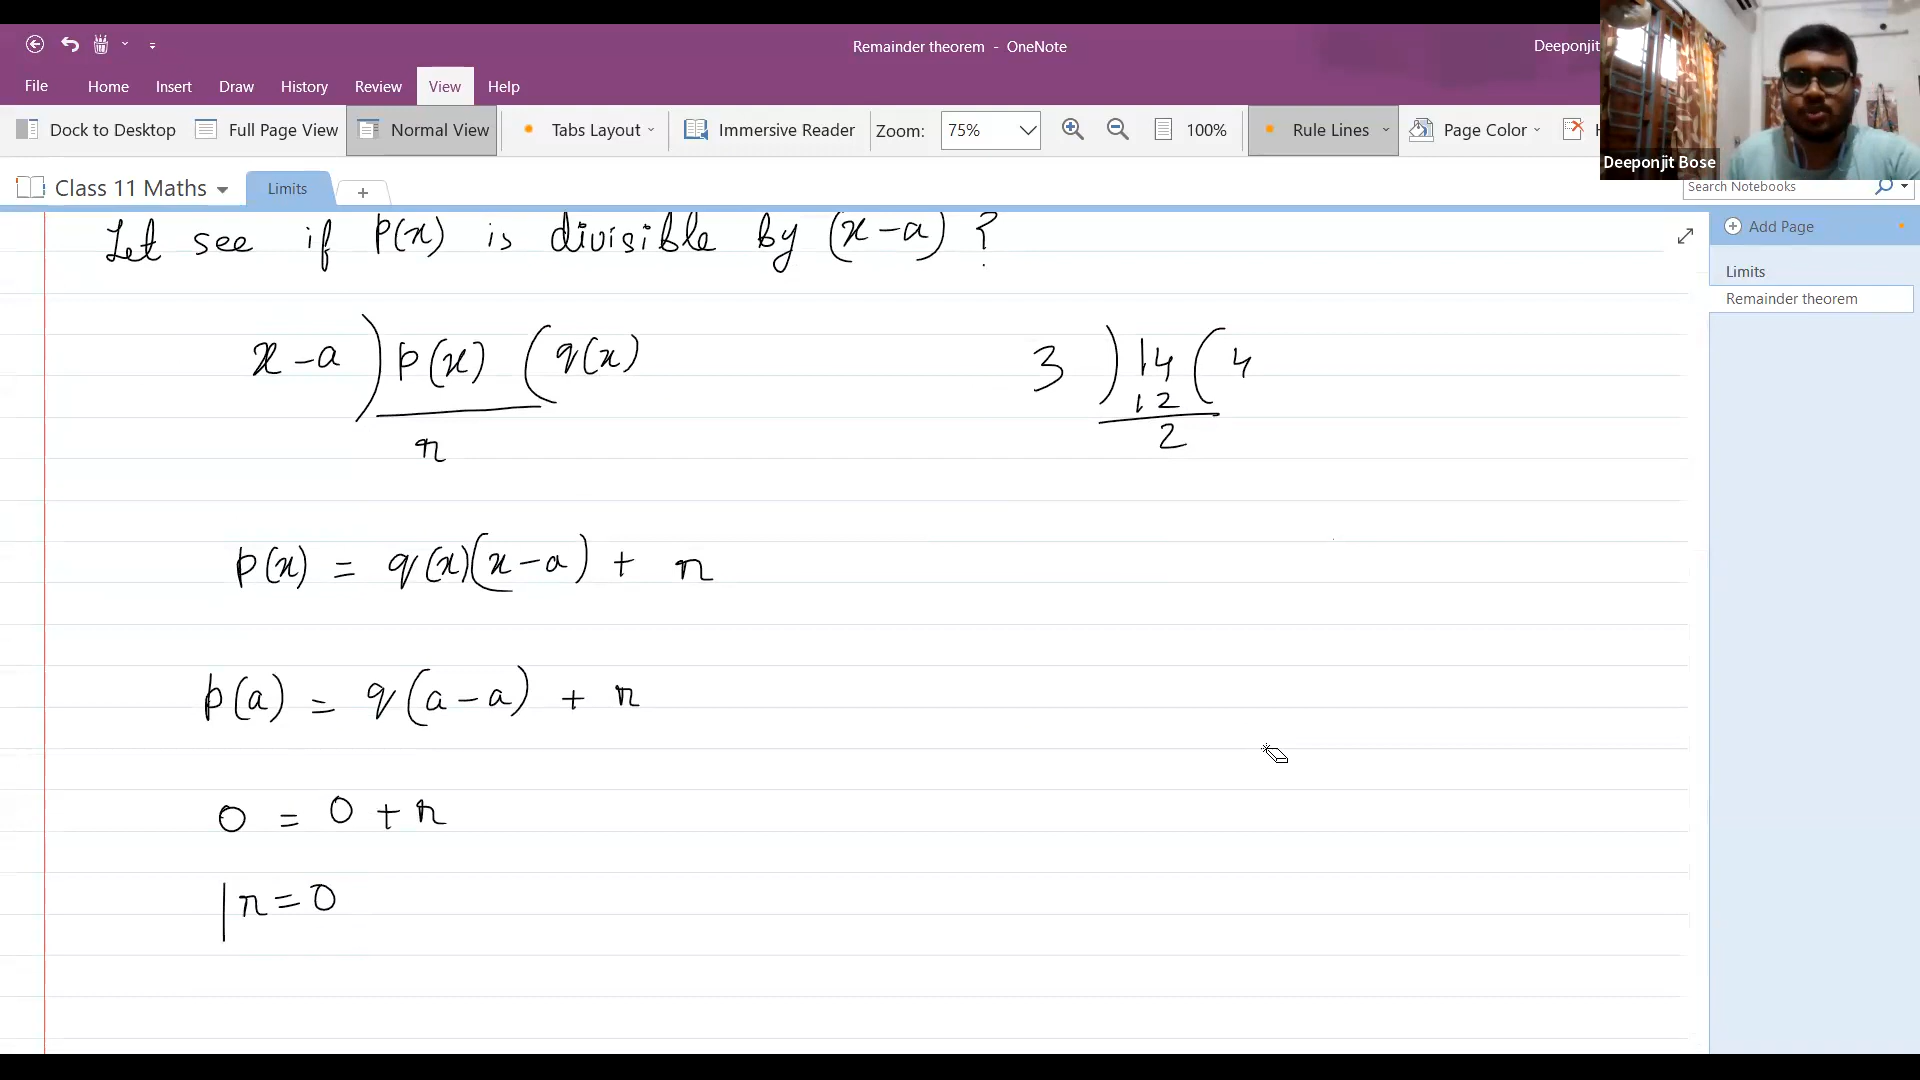 Remainder theorem - OneNote
Deeponjit
File Home Insert Draw History Review View Help
Dock to Desktop Full Page View Normal View Tabs Layout Immersive Reader Zoom: 75% 100% Rule Lines Page Color
Deeponjit Bose
Class 11 Maths Limits + Search Notebooks
Add Page
Limits
Remainder theorem
Let see if p(x) is divisible by (x-a) ?
x-a ) p(x) ( q(x)
r
3 ) 14 ( 4
12
2
p(x) = q(x)(x-a) + r
p(a) = q(a-a) + r
0 = 0 + r
r = 0